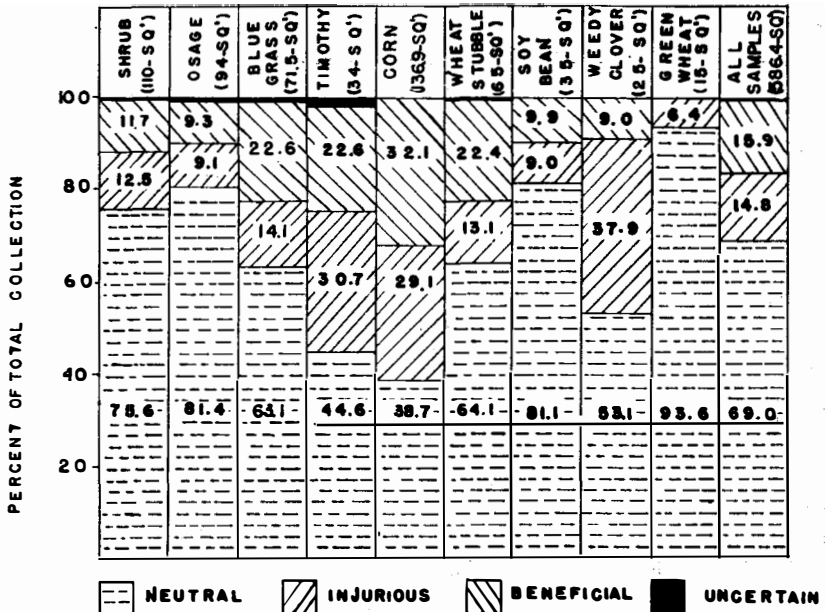 SHRUB (110-SQ')
OSAGE (94-SQ')
BLUE GRASS (71.5-SQ')
TIMOTHY (34-SQ')
CORN (136.9-SQ')
WHEAT STUBBLE (65-SQ')
SOY BEAN (35-SQ')
WEEDY CLOVER (25-SQ')
GREEN WHEAT (15-SQ')
ALL SAMPLES (586.4-SQ')
PERCENT OF TOTAL COLLECTION
100
80
60
40
20
11.7 9.3 22.6 22.6 32.1 22.4 9.9 9.0 6.4 15.9
12.5 9.1 14.1 30.7 29.1 13.1 9.0 37.9 14.8
75.6 81.4 63.1 44.6 38.7 64.1 81.1 53.1 93.6 69.0
NEUTRAL INJURIOUS BENEFICIAL UNCERTAIN